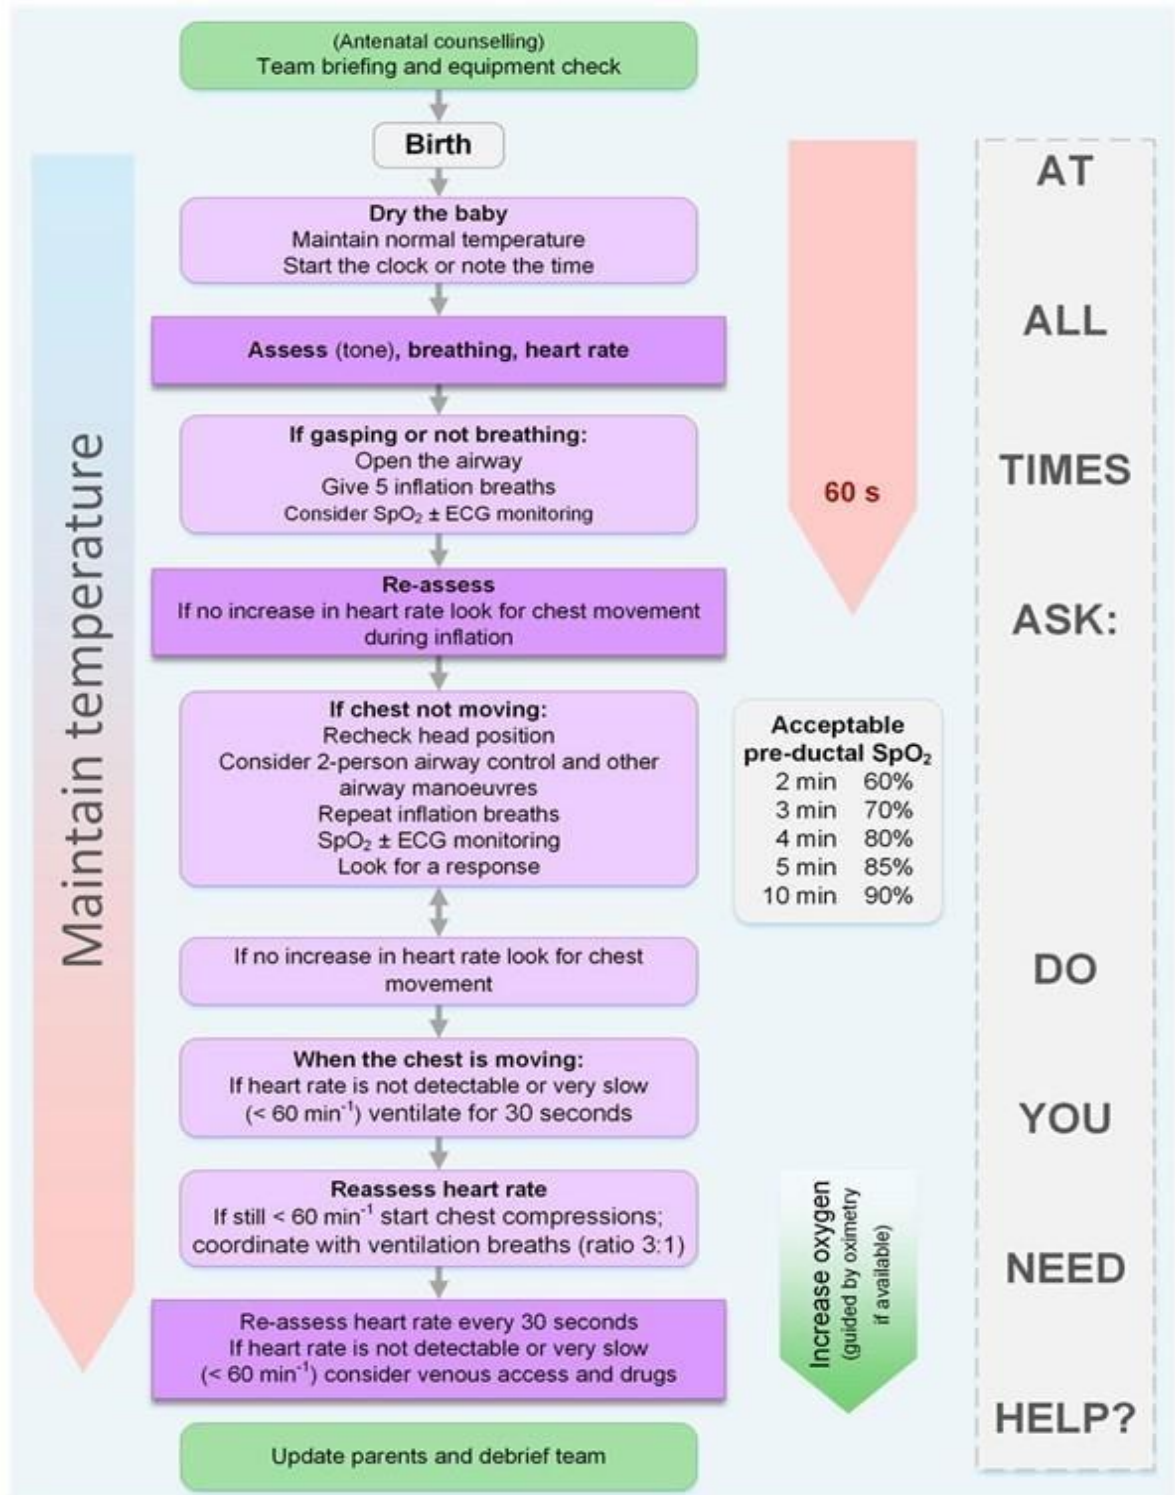 (Antenatal counselling)
Team briefing and equipment check
Birth
Dry the baby
Maintain normal temperature
Start the clock or note the time
Assess (tone), breathing, heart rate
If gasping or not breathing:
Open the airway
Give 5 inflation breaths
Consider SpO₂ ± ECG monitoring
Re-assess
If no increase in heart rate look for chest movement
during inflation
If chest not moving:
Recheck head position
Consider 2-person airway control and other
airway manoeuvres
Repeat inflation breaths
SpO₂ ± ECG monitoring
Look for a response
If no increase in heart rate look for chest
movement
When the chest is moving:
If heart rate is not detectable or very slow
(< 60 min⁻¹) ventilate for 30 seconds
Reassess heart rate
If still < 60 min⁻¹ start chest compressions;
coordinate with ventilation breaths (ratio 3:1)
Re-assess heart rate every 30 seconds
If heart rate is not detectable or very slow
(< 60 min⁻¹) consider venous access and drugs
Update parents and debrief team
Maintain temperature
60 s
Acceptable
pre-ductal SpO₂
2 min 60%
3 min 70%
4 min 80%
5 min 85%
10 min 90%
Increase oxygen
(guided by oximetry
if available)
AT
ALL
TIMES
ASK:
DO
YOU
NEED
HELP?